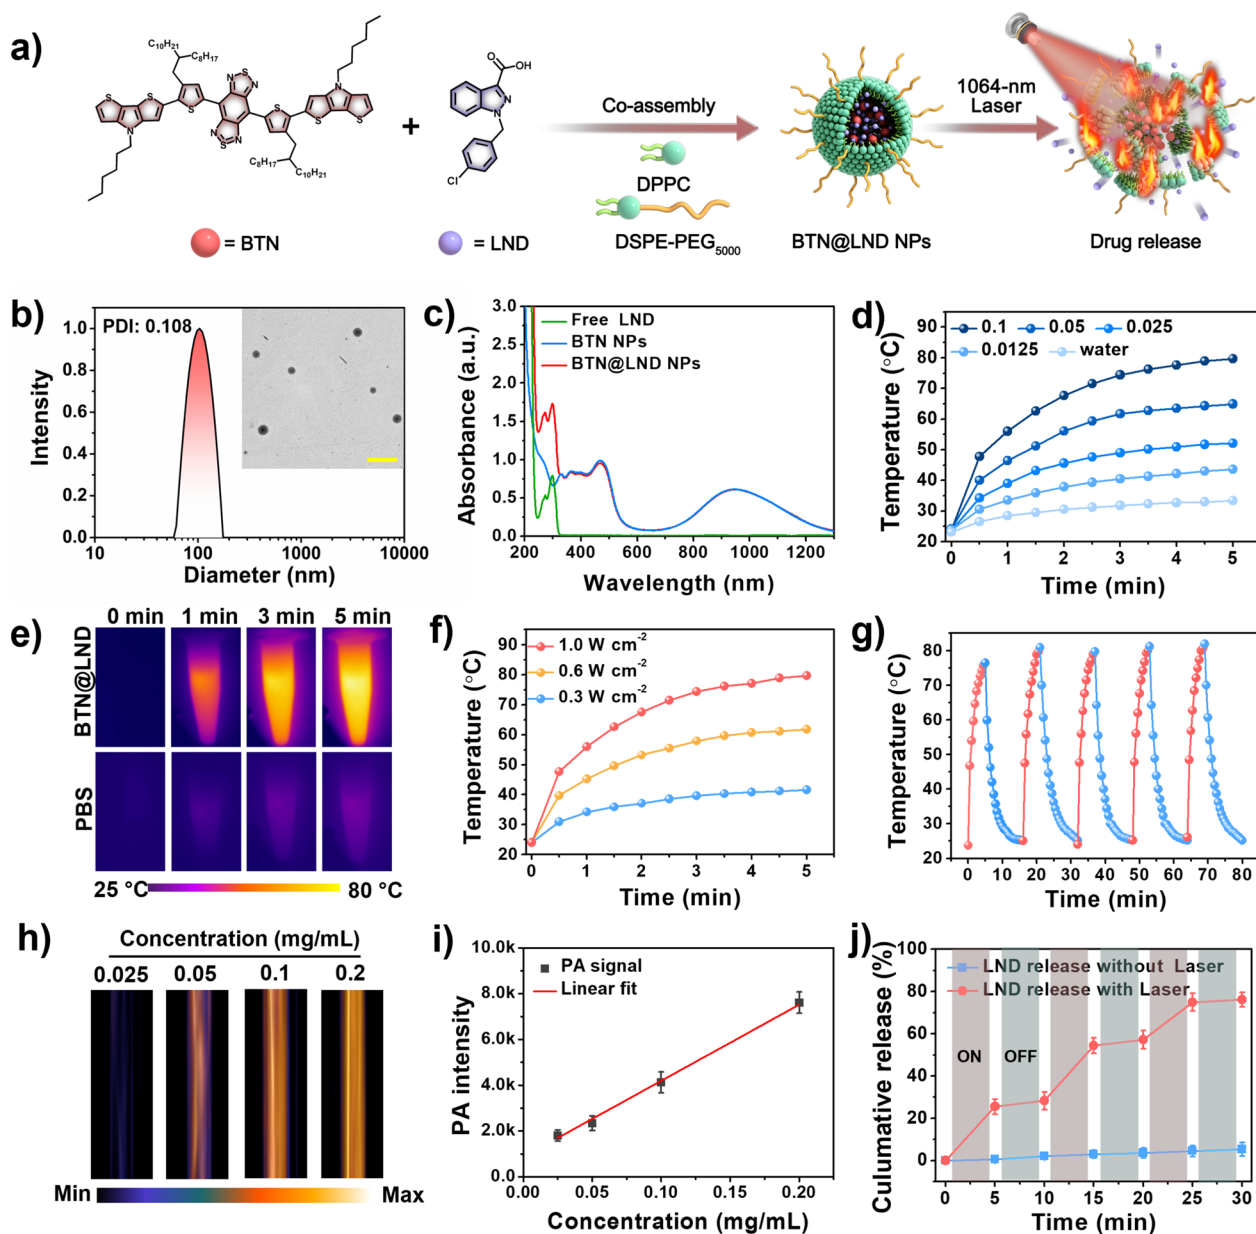 a)
C10H21
C8H17
N
S
N
N
S
S
S
S
N
S
N
S
S
S
N
C8H17
C10H21
+
O
OH
N
N
Cl
= BTN
= LND
Co-assembly
DPPC
DSPE-PEG5000
BTN@LND NPs
1064-nm
Laser
Drug release
b)
PDI: 0.108
Intensity
1.0
0.8
0.6
0.4
0.2
0.0
10 100 1000 10000
Diameter (nm)
c)
Absorbance (a.u.)
3.0
2.5
2.0
1.5
1.0
0.5
0.0
Free LND
BTN NPs
BTN@LND NPs
200 400 600 800 1000 1200
Wavelength (nm)
d)
Temperature (°C)
90
80
70
60
50
40
30
20
0.1 0.05 0.025
0.0125 water
0 1 2 3 4 5
Time (min)
e)
0 min 1 min 3 min 5 min
BTN@LND
PBS
25 °C 80 °C
f)
Temperature (°C)
90
80
70
60
50
40
30
20
1.0 W cm-2
0.6 W cm-2
0.3 W cm-2
0 1 2 3 4 5
Time (min)
g)
Temperature (°C)
80
70
60
50
40
30
20
0 10 20 30 40 50 60 70 80
Time (min)
h)
Concentration (mg/mL)
0.025 0.05 0.1 0.2
Min Max
i)
PA intensity
10.0k
8.0k
6.0k
4.0k
2.0k
0.0
PA signal
Linear fit
0.00 0.05 0.10 0.15 0.20
Concentration (mg/mL)
j)
Culumative release (%)
100
80
60
40
20
0
LND release without Laser
LND release with Laser
ON OFF
0 5 10 15 20 25 30
Time (min)